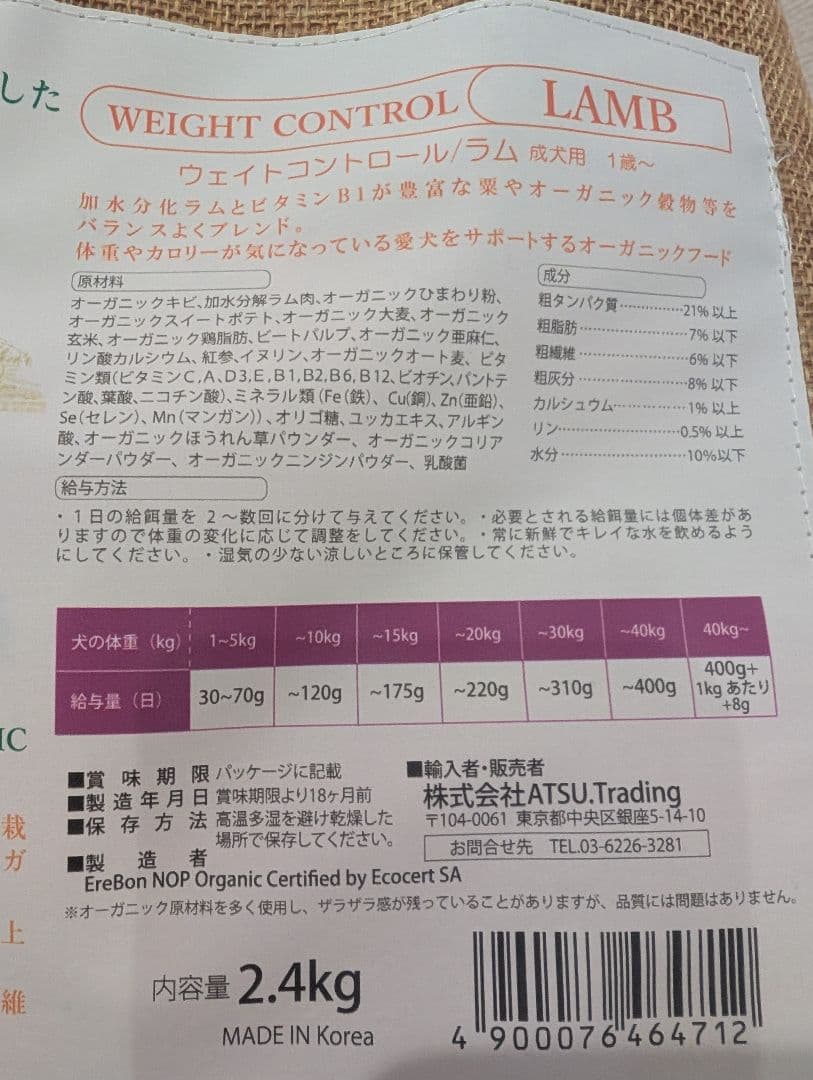 した
WEIGHT CONTROL LAMB
ウェイトコントロール/ラム 成犬用 1歳～
加水分化ラムとビタミンB1が豊富な粟やオーガニック穀物等を
バランスよくブレンド。
体重やカロリーが気になっている愛犬をサポートするオーガニックフード
原材料
オーガニックキビ、加水分解ラム肉、オーガニックひまわり粉、
オーガニックスイートポテト、オーガニック大麦、オーガニック
玄米、オーガニック鶏脂肪、ビートパルプ、オーガニック亜麻仁、
リン酸カルシウム、紅参、イヌリン、オーガニックオート麦、ビタ
ミン類(ビタミンC,A,D3,E,B1,B2,B6,B12、ビオチン、パントテ
ン酸、葉酸、ニコチン酸)、ミネラル類(Fe(鉄)、Cu(銅)、Zn(亜鉛)、
Se(セレン)、Mn(マンガン))、オリゴ糖、ユッカエキス、アルギン
酸、オーガニックほうれん草パウンダー、オーガニックコリア
ンダーパウダー、オーガニックニンジンパウダー、乳酸菌
成分
粗タンパク質··············21% 以上
粗脂肪························7% 以下
粗繊維························6% 以下
粗灰分························8% 以下
カルシュウム················1% 以上
リン··························0.5% 以上
水分··························10%以下
給与方法
・1日の給餌量を 2～数回に分けて与えてください。・必要とされる給餌量には個体差があ
りますので体重の変化に応じて調整をしてください。・常に新鮮でキレイな水を飲めるよう
にしてください。・湿気の少ない涼しいところに保管してください。
犬の体重（kg） 1~5kg ~10kg ~15kg ~20kg ~30kg ~40kg 40kg~
給与量（日） 30~70g ~120g ~175g ~220g ~310g ~400g 400g+
1kg あたり
+8g
■賞味期限 パッケージに記載
■製造年月日 賞味期限より18ヶ月前
■保存方法 高温多湿を避け乾燥した
場所で保存してください。
■製造者
EreBon NOP Organic Certified by Ecocert SA
■輸入者・販売者
株式会社ATSU.Trading
〒104-0061 東京都中央区銀座5-14-10
お問合せ先 TEL.03-6226-3281
※オーガニック原材料を多く使用し、ザラザラ感が残っていることがありますが、品質には問題はありません。
内容量 2.4kg
MADE IN Korea
4 900076 464712
IC
栽
ガ
上
維